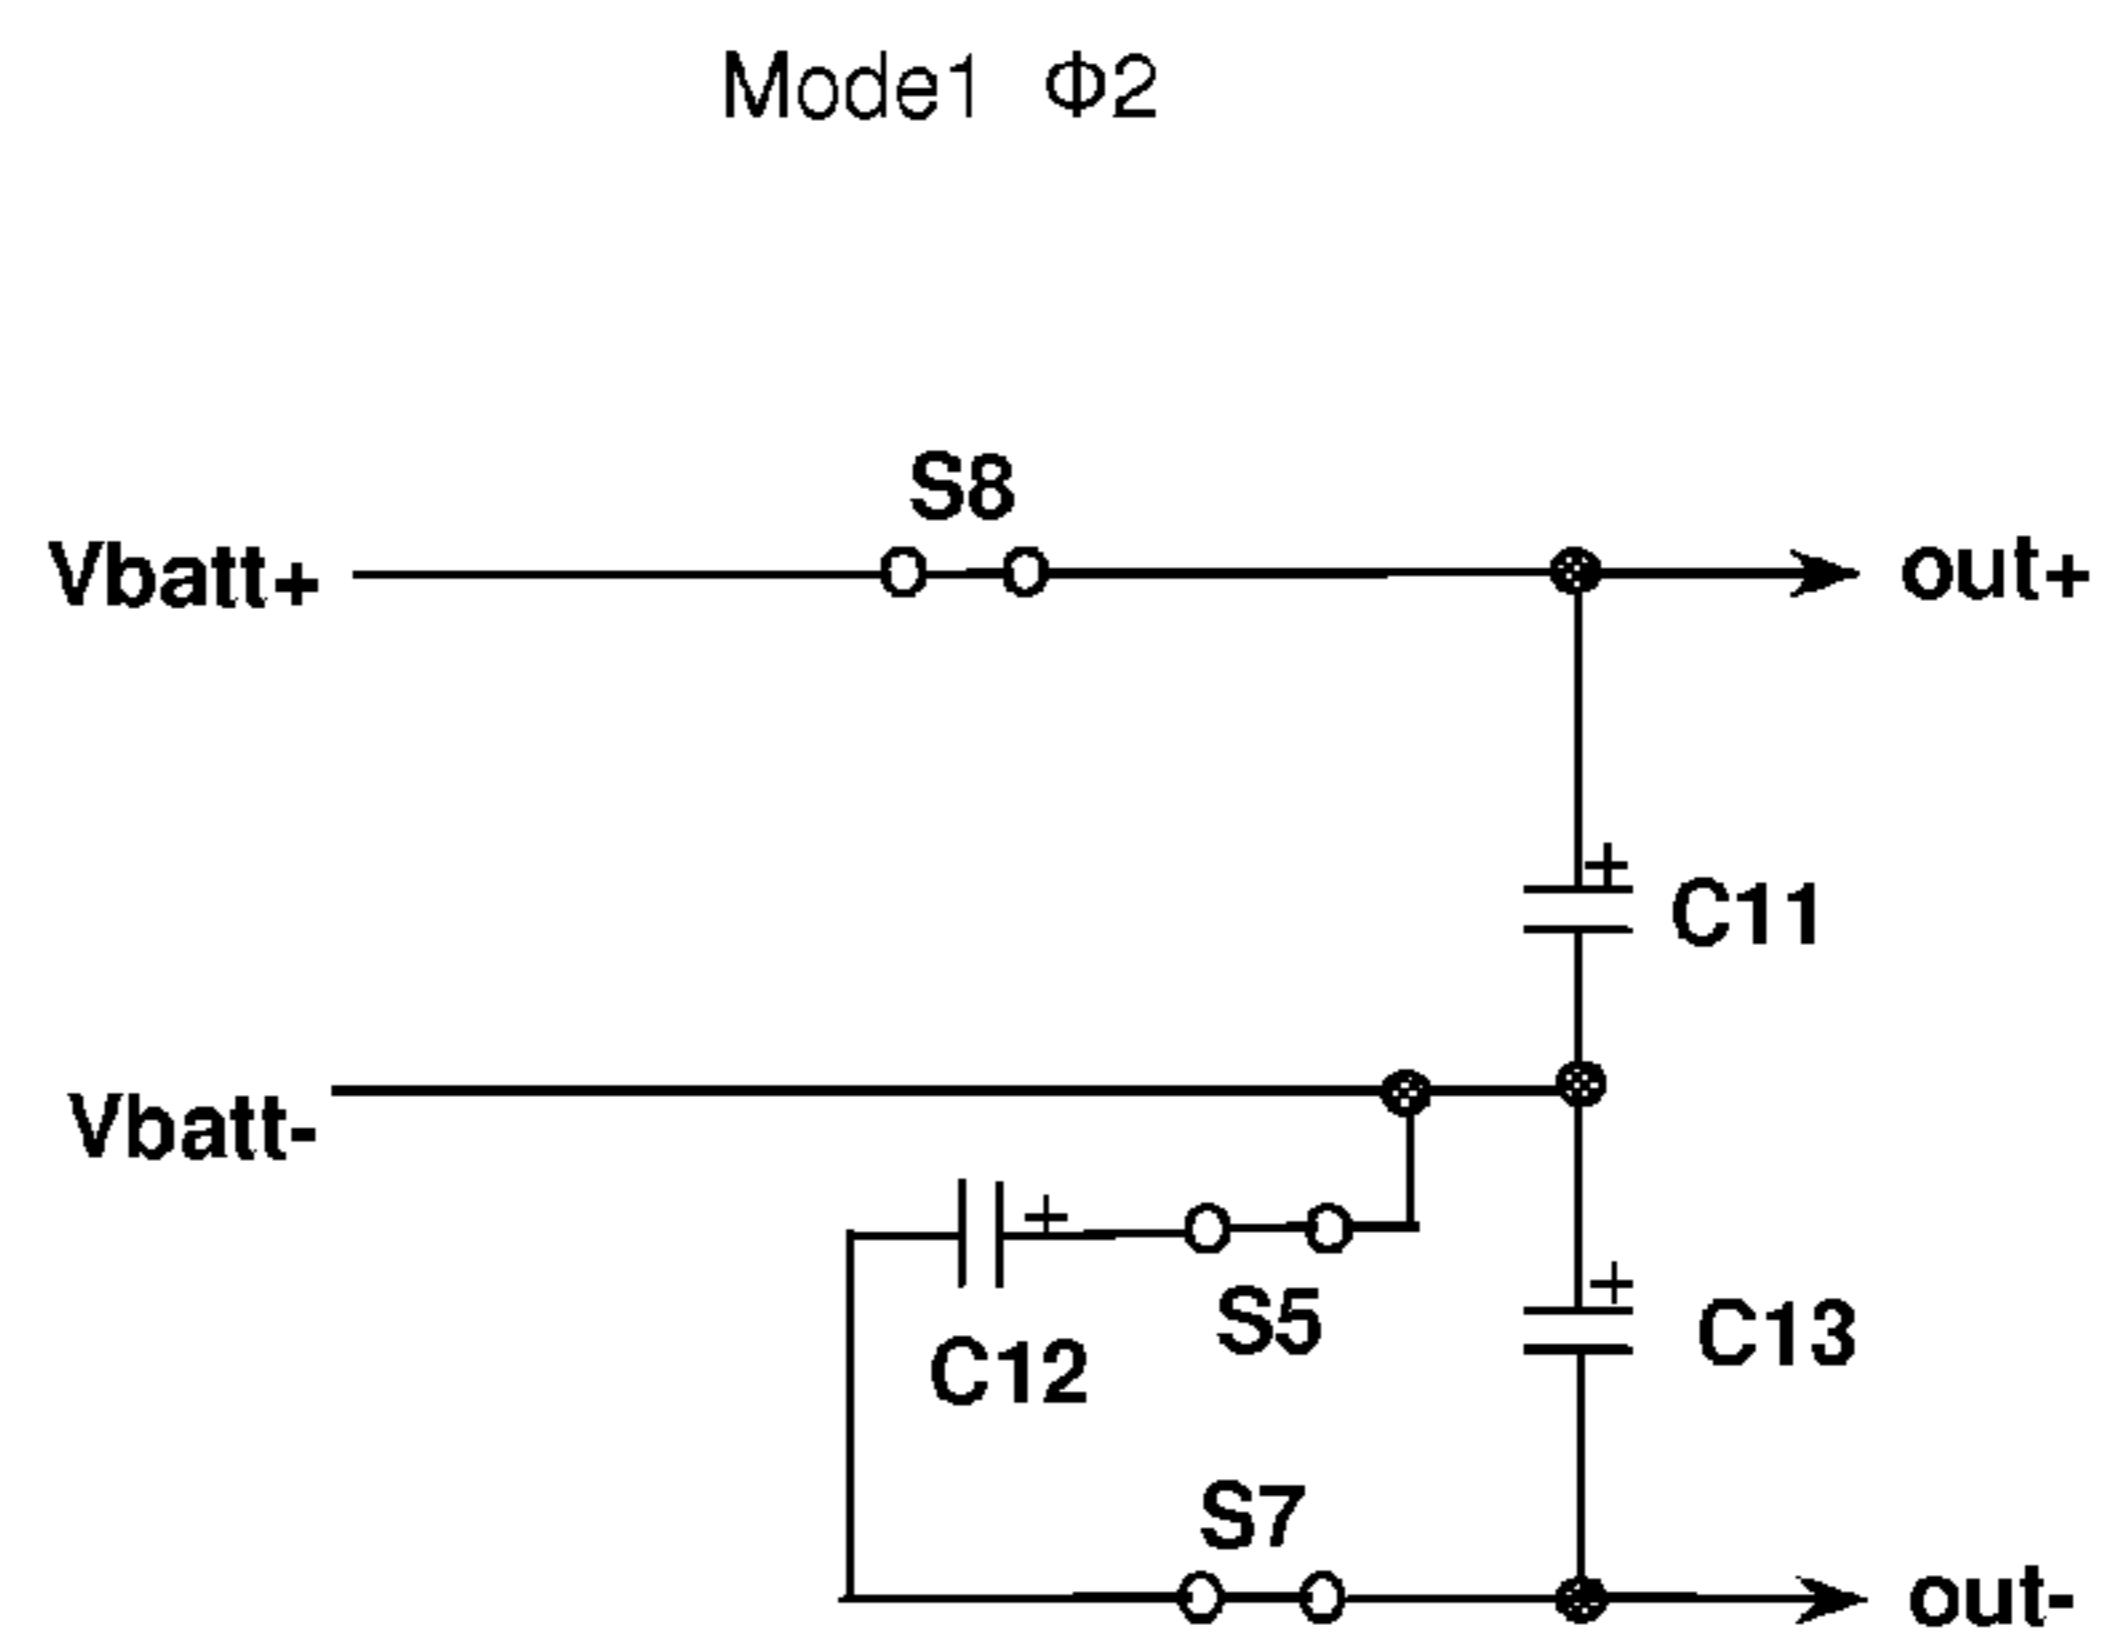 Mode1 Φ2
S8
Vbatt+
out+
+
C11
Vbatt-
+
S5
+
C13
C12
S7
out-